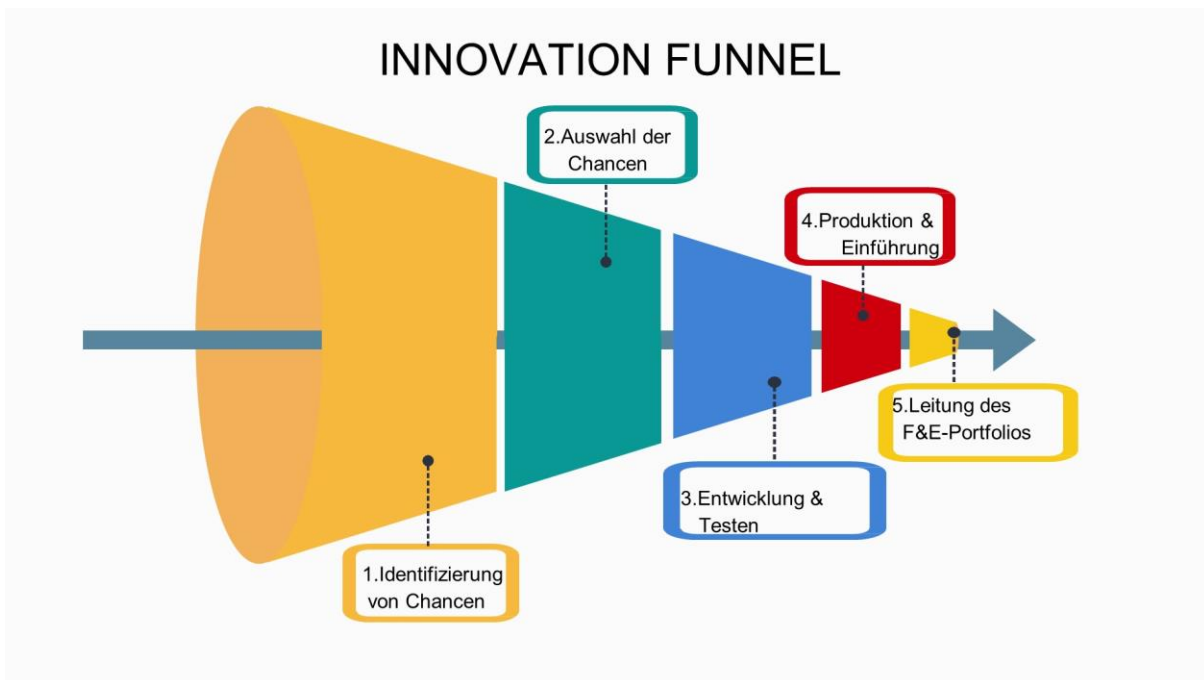 INNOVATION FUNNEL
1.Identifizierung
von Chancen
2.Auswahl der
Chancen
3.Entwicklung &
Testen
4.Produktion &
Einführung
5.Leitung des
F&E-Portfolios